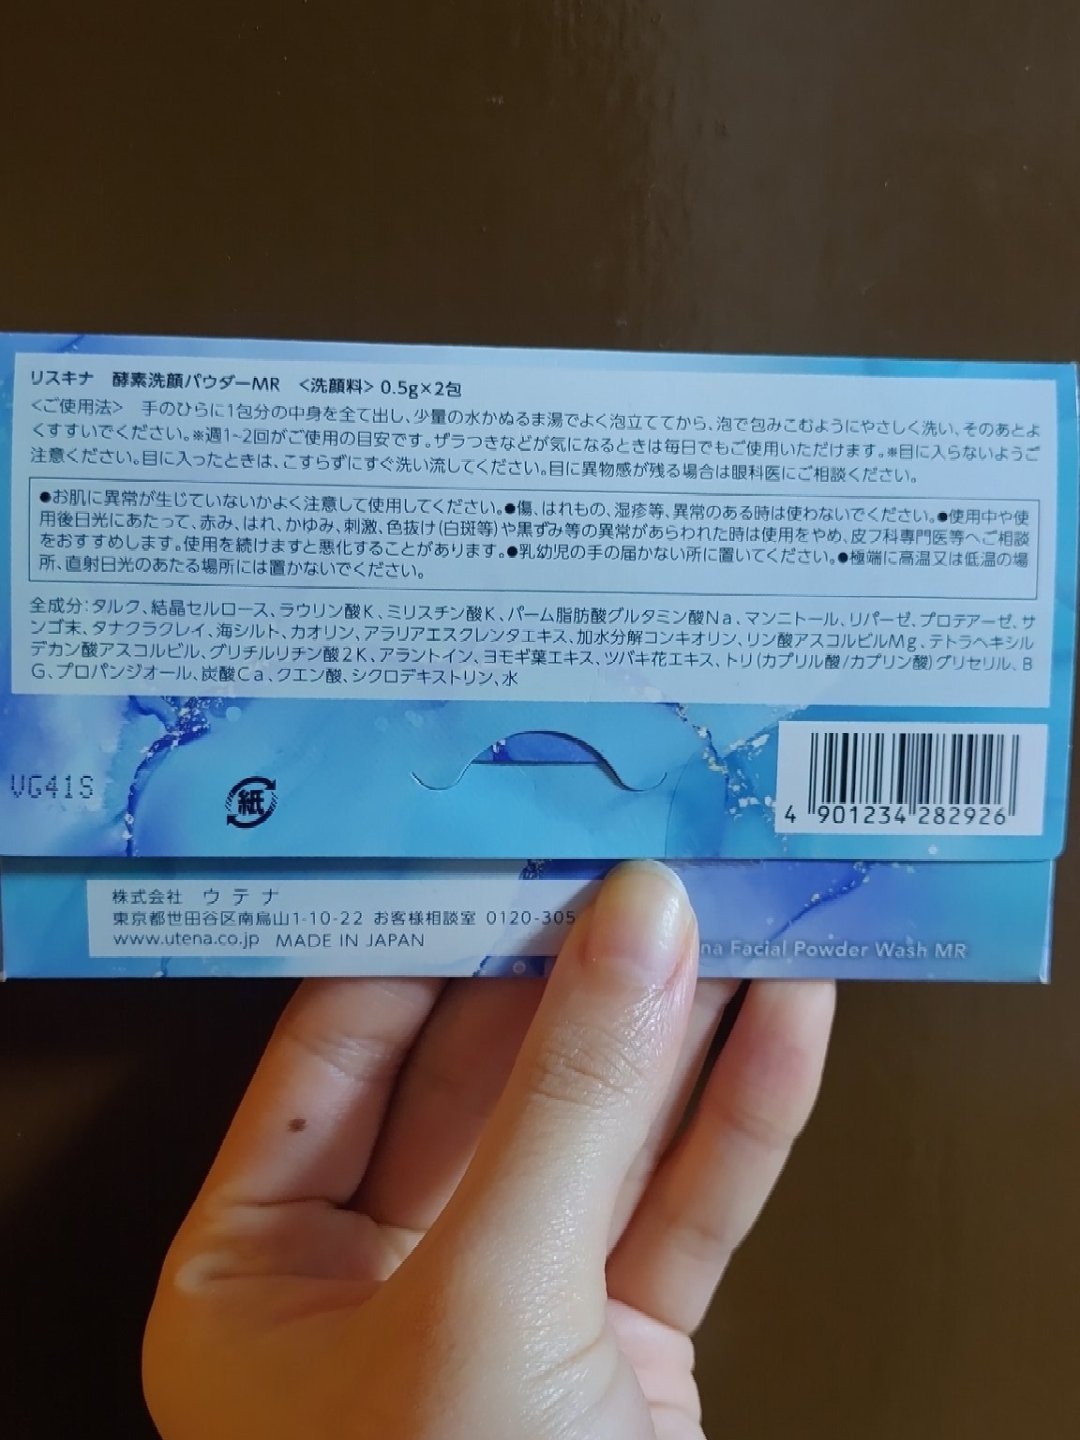 リスキナ 酵素洗顔パウダーMR <洗顔料> 0.5g×2包
<ご使用法> 手のひらに1包分の中身を全て出し、少量の水かぬるま湯でよく泡立ててから、泡で包みこむようにやさしく洗い、そのあとよ
くすすいでください。※週1~2回がご使用の目安です。ザラつきなどが気になるときは毎日でもご使用いただけます。※目に入らないようご
注意ください。目に入ったときは、こすらずにすぐ洗い流してください。目に異物感が残る場合は眼科医にご相談ください。
●お肌に異常が生じていないかよく注意して使用してください。●傷、はれもの、湿疹等、異常のある時は使わないでください。●使用中や使
用後日光にあたって、赤み、はれ、かゆみ、刺激、色抜け(白斑等)や黒ずみ等の異常があらわれた時は使用をやめ、皮フ科専門医等へご相談
をおすすめします。使用を続けますと悪化することがあります。●乳幼児の手の届かない所に置いてください。●極端に高温又は低温の場
所、直射日光のあたる場所には置かないでください。
全成分:タルク、結晶セルロース、ラウリン酸K、ミリスチン酸K、パーム脂肪酸グルタミン酸Na、マンニトール、リパーゼ、プロテアーゼ、サ
ンゴ末、タナクラクレイ、海シルト、カオリン、アラリアエスクレンタエキス、加水分解コンキオリン、リン酸アスコルビルMg、テトラヘキシル
デカン酸アスコルビル、グリチルリチン酸2K、アラントイン、ヨモギ葉エキス、ツバキ花エキス、トリ(カプリル酸/カプリン酸)グリセリル、B
G、プロパンジオール、炭酸Ca、クエン酸、シクロデキストリン、水
VG41S
紙
4 901234 282926
株式会社 ウテナ
東京都世田谷区南烏山1-10-22 お客様相談室 0120-305
www.utena.co.jp MADE IN JAPAN
na Facial Powder Wash MR